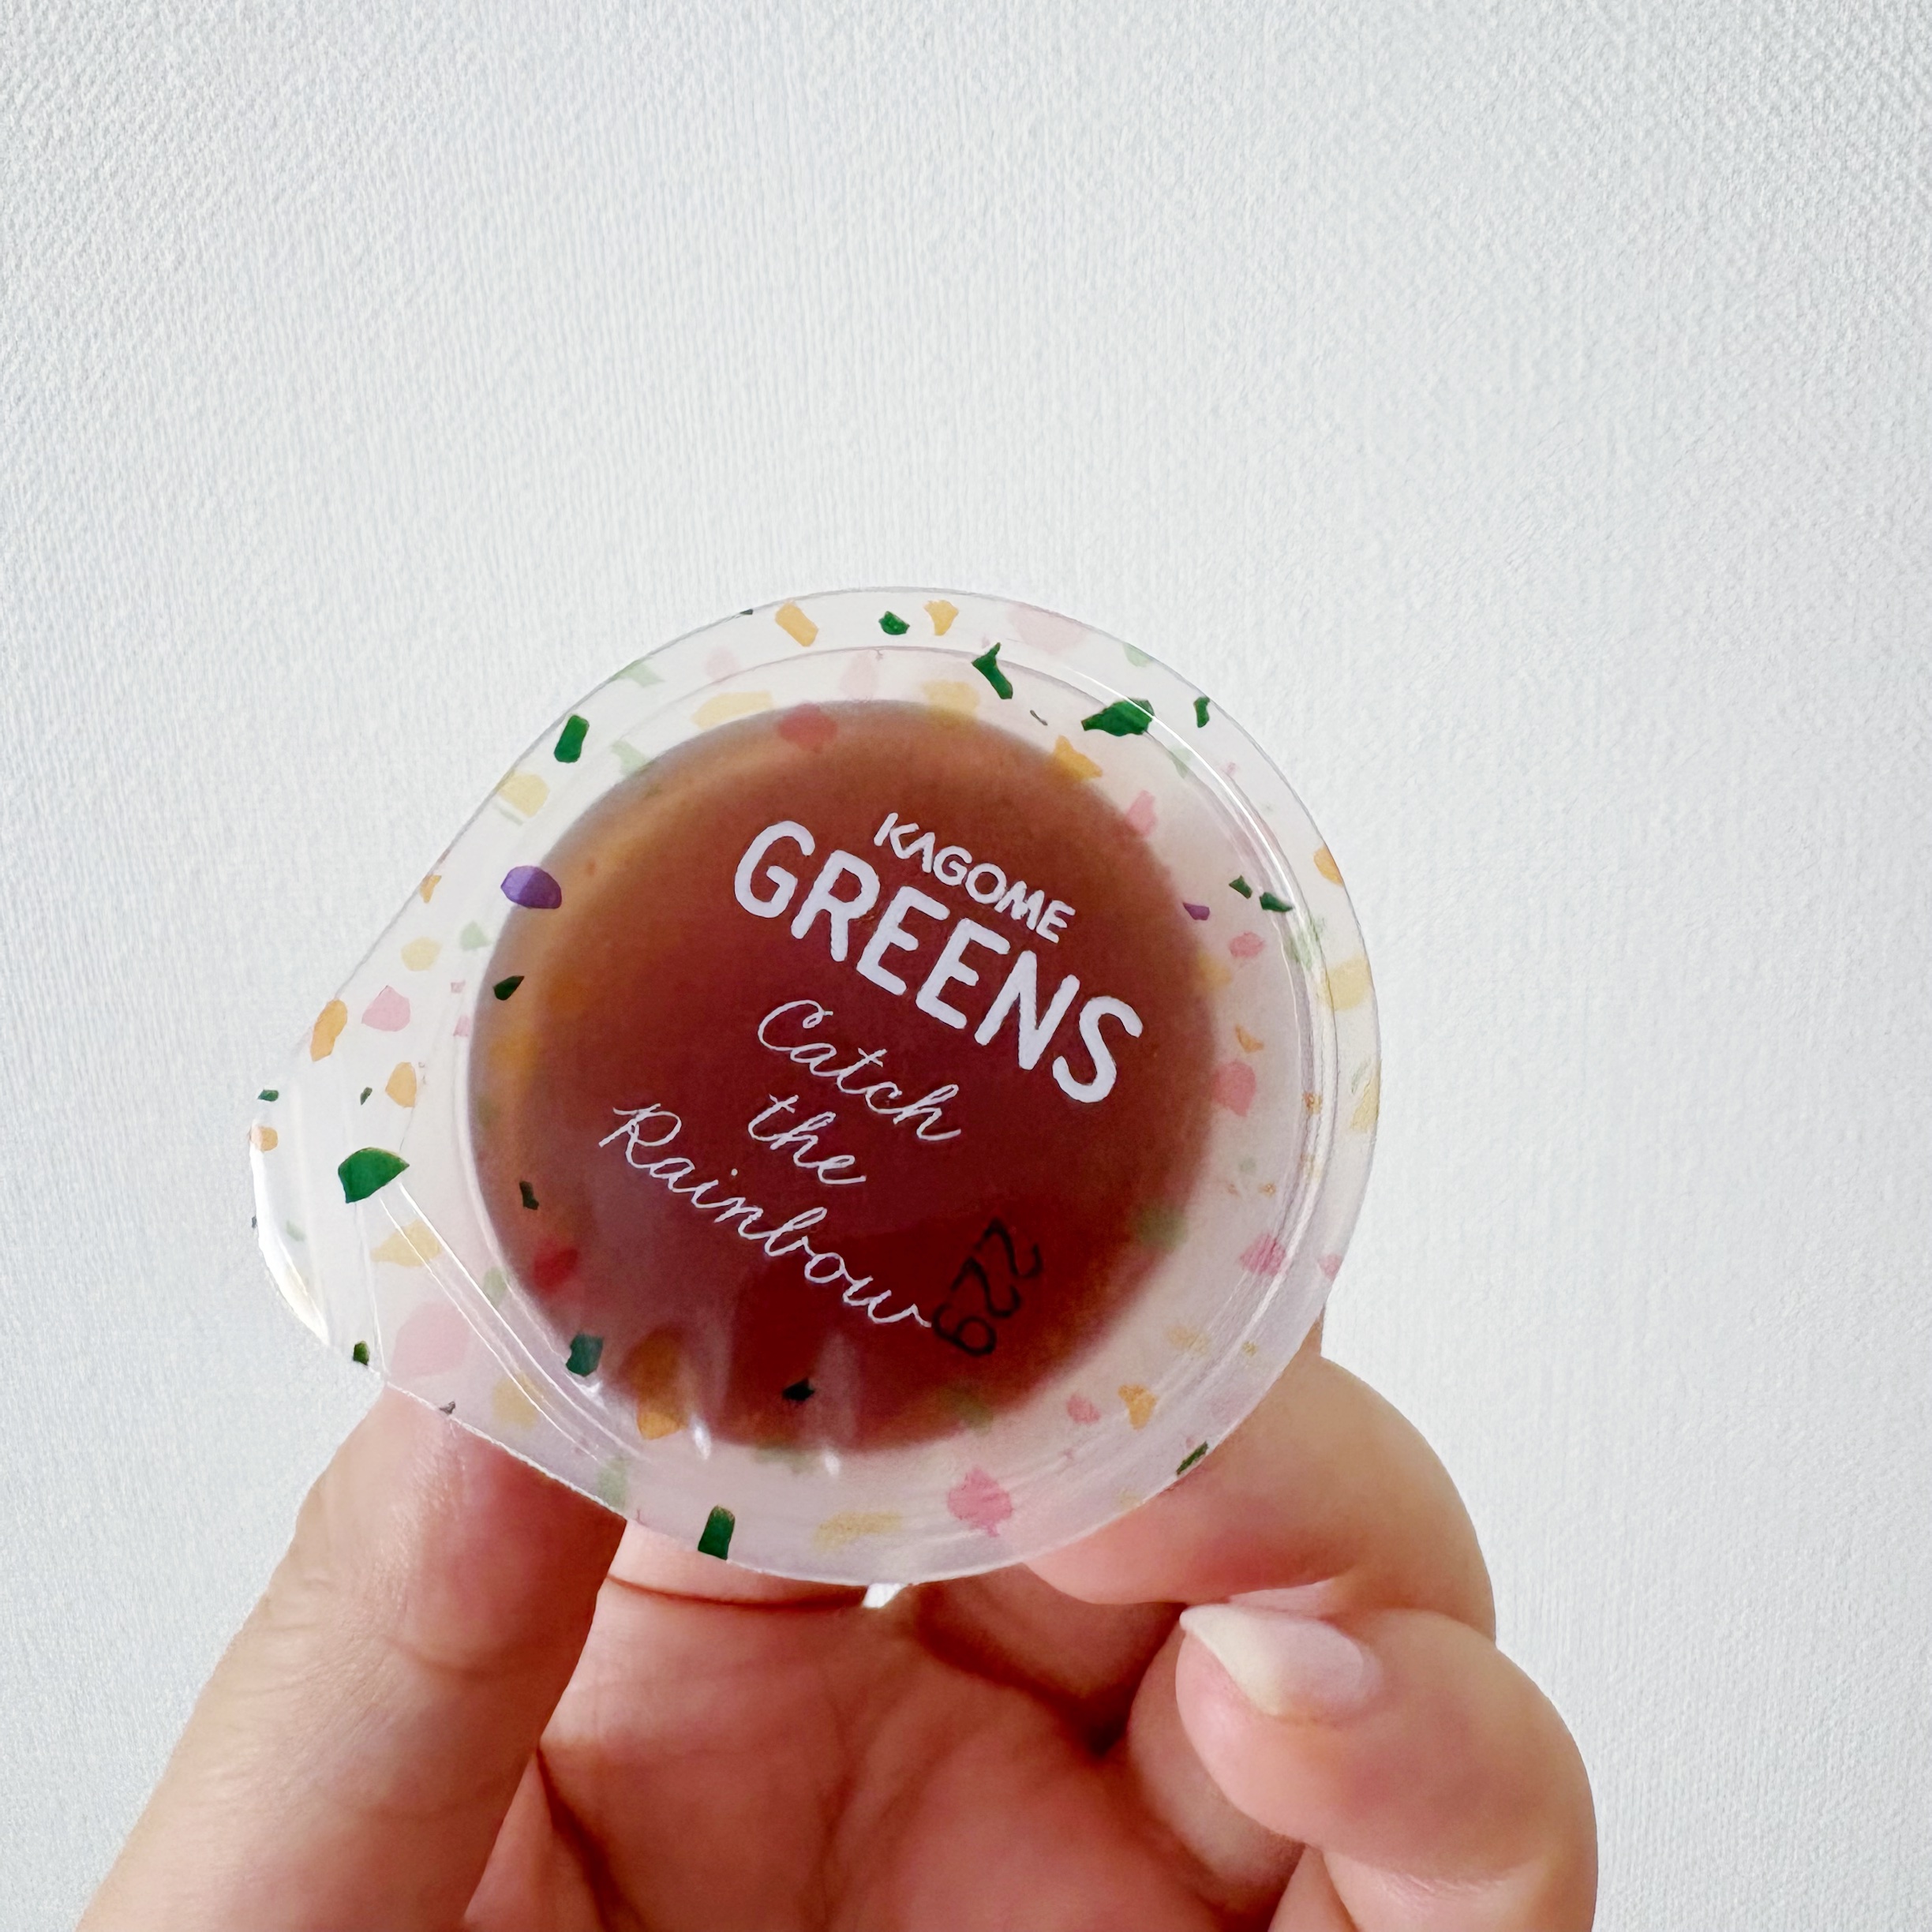 KAGOME
GREENS
Catch
the
Rainbow
229